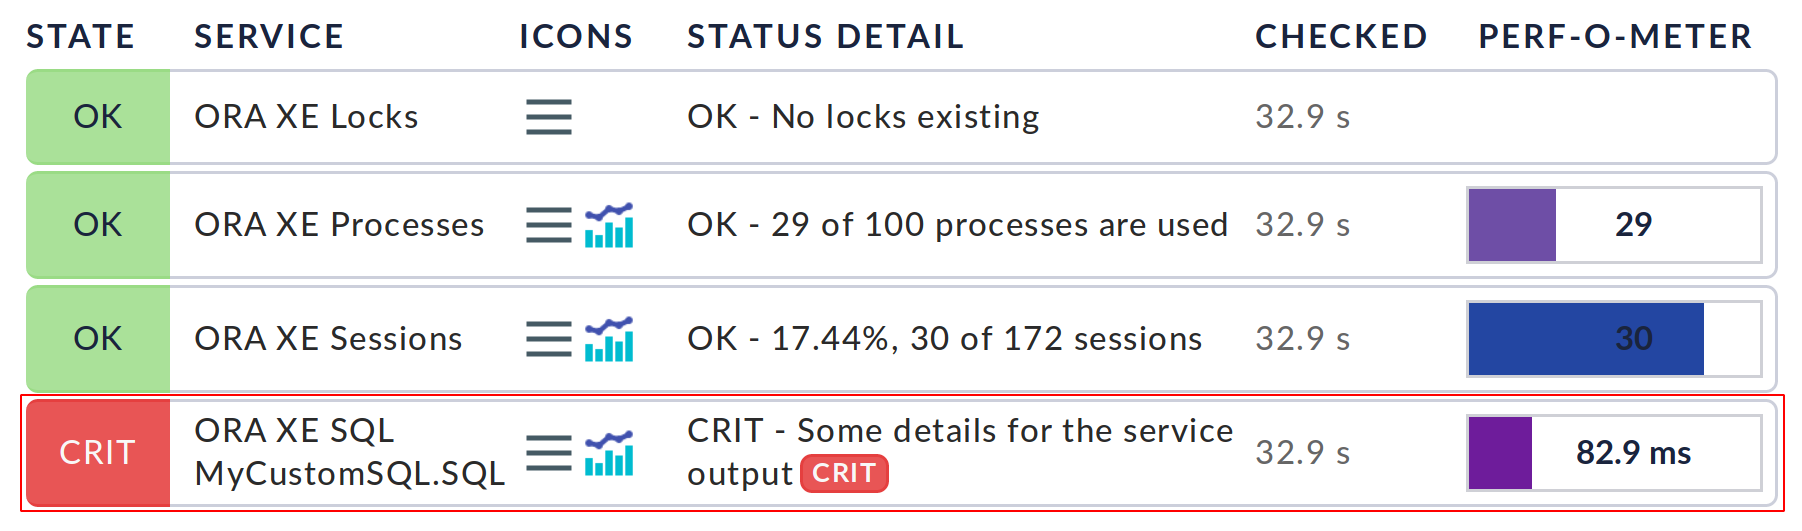 STATE SERVICE ICONS STATUS DETAIL CHECKED PERF-O-METER
OK ORA XE Locks OK - No locks existing 32.9 s
OK ORA XE Processes OK - 29 of 100 processes are used 32.9 s 29
OK ORA XE Sessions OK - 17.44%, 30 of 172 sessions 32.9 s 30
CRIT ORA XE SQL CRIT - Some details for the service 32.9 s 82.9 ms
MyCustomSQL.SQL output CRIT